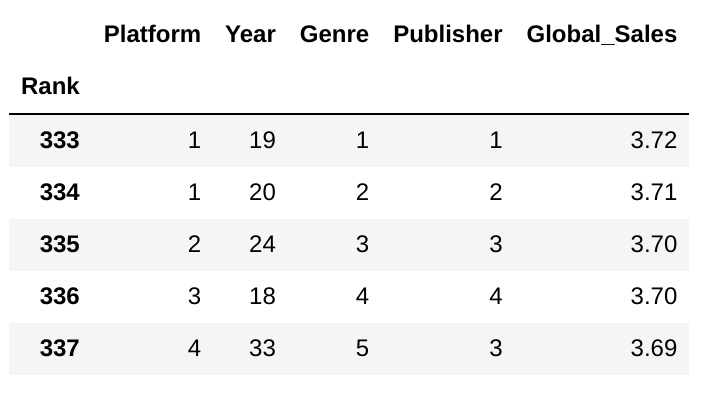 Platform Year Genre Publisher Global_Sales
Rank
333 1 19 1 1 3.72
334 1 20 2 2 3.71
335 2 24 3 3 3.70
336 3 18 4 4 3.70
337 4 33 5 3 3.69